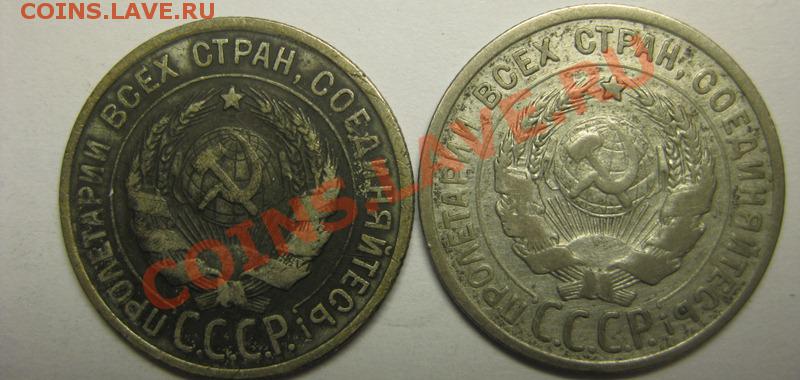 COINS.LAVE.RU
ПРОЛЕТАРИИ ВСЕХ СТРАН, СОЕДИНЯЙТЕСЬ!
С.С.С.Р.
ПРОЛЕТАРИИ ВСЕХ СТРАН, СОЕДИНЯЙТЕСЬ!
С.С.С.Р.
COINS.LAVE.RU